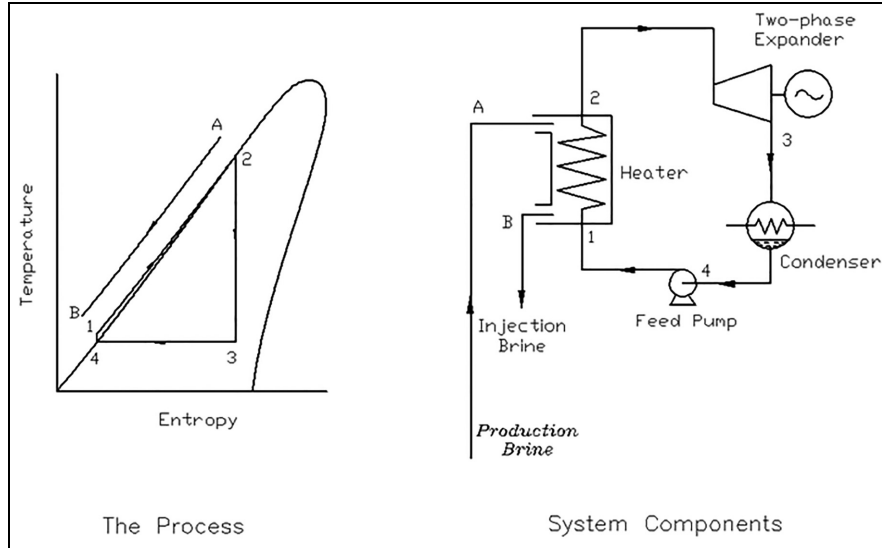 Temperature
A
2
B
1
4
3
Entropy
The Process
Two-phase
Expander
A
2
3
Heater
B
1
4
Condenser
Feed Pump
Injection
Brine
Production
Brine
System Components